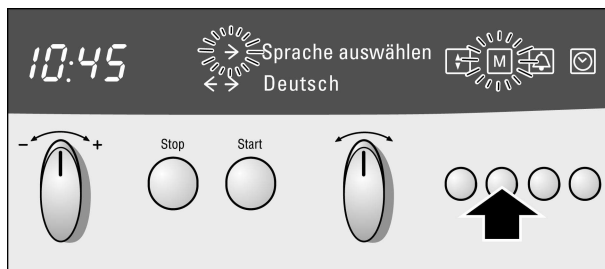 10:45
→ Sprache auswählen
← → Deutsch
M
- +
Stop
Start